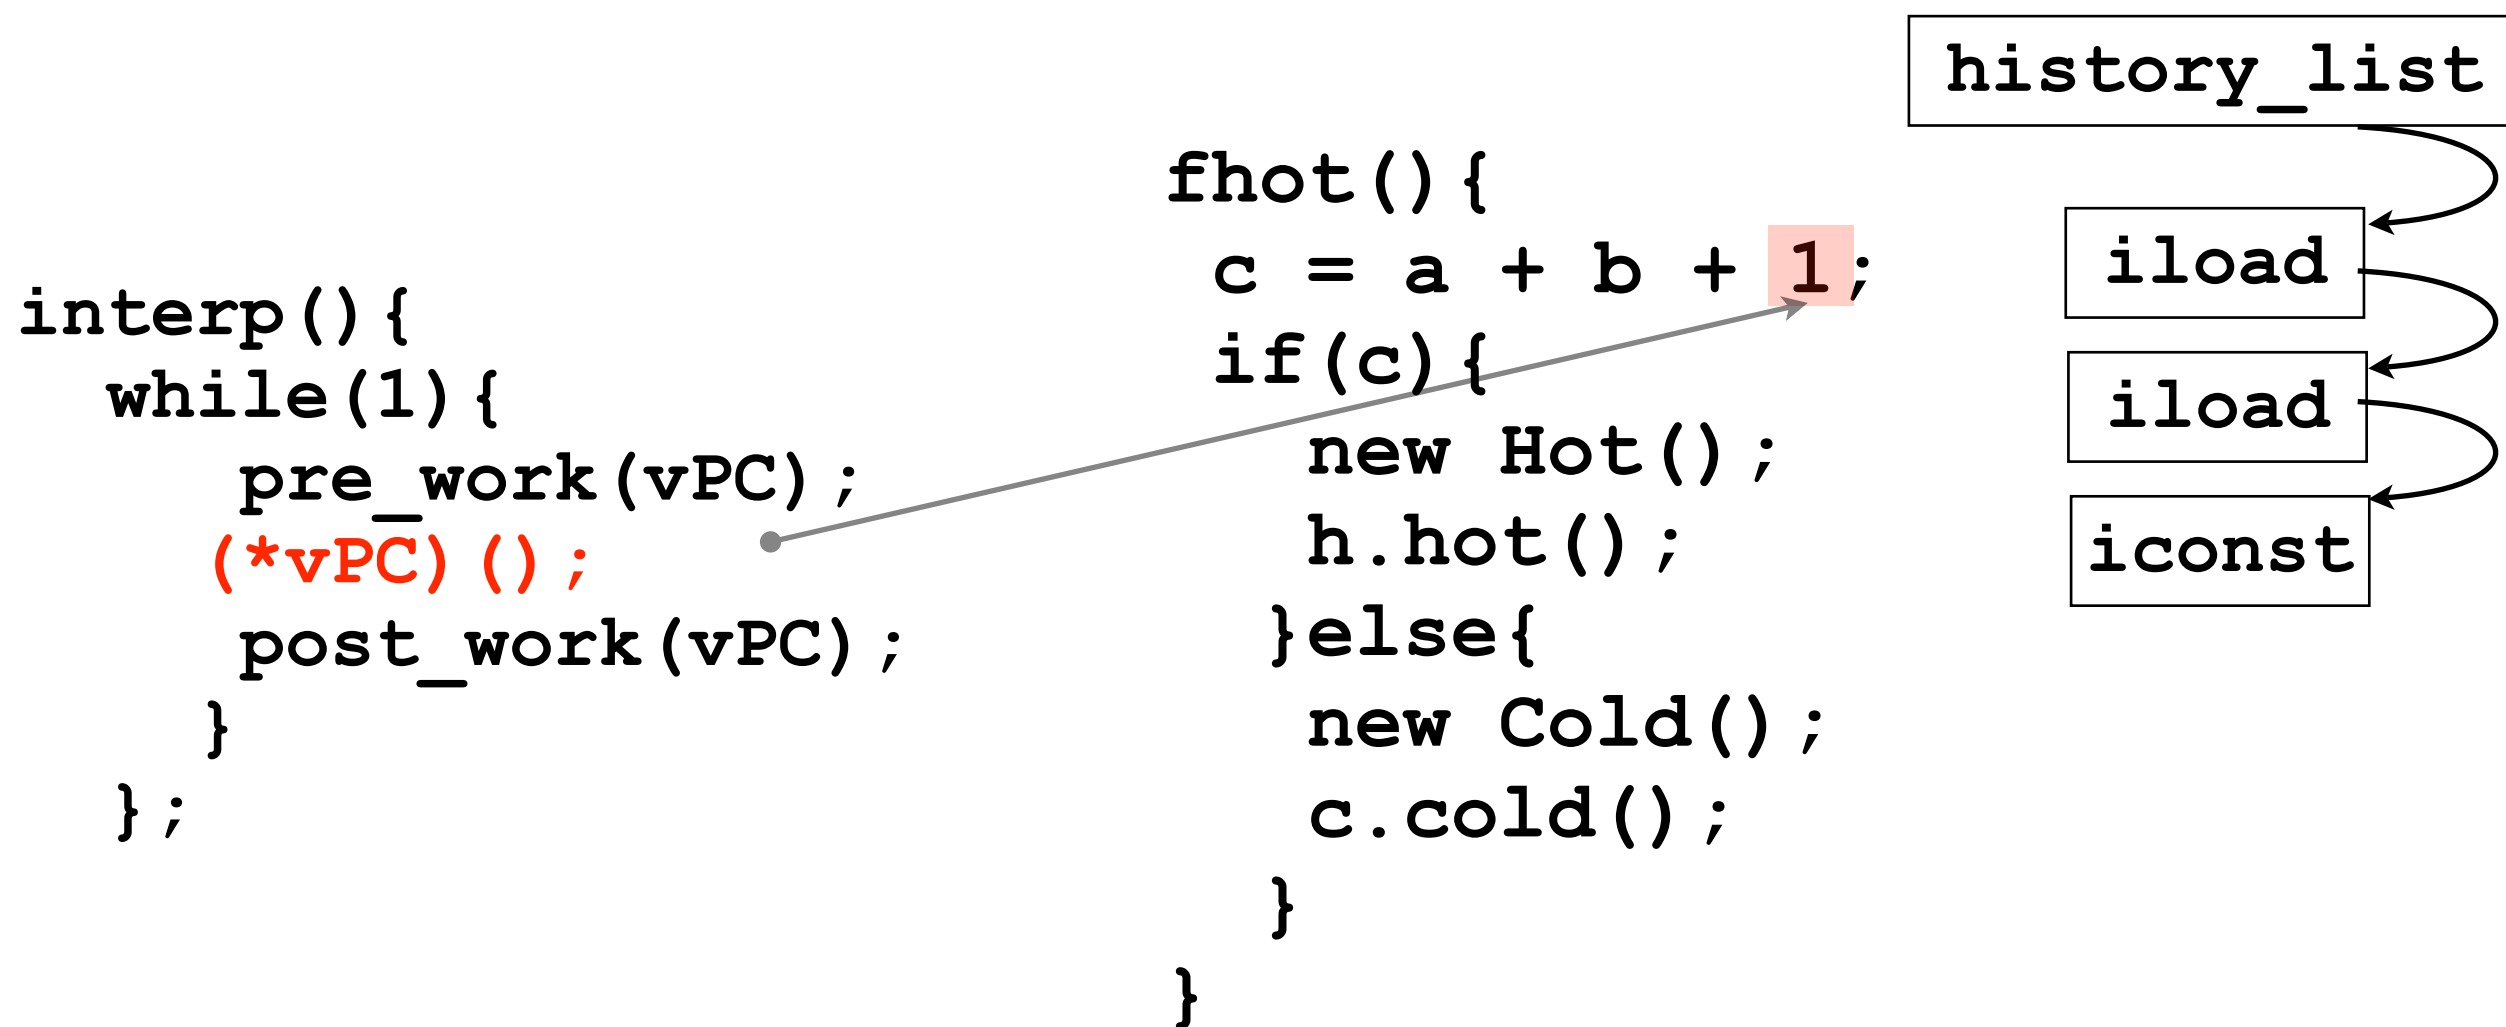 interp(){
while(1){
pre_work(vPC);
(*vPC)();
post_work(vPC);
}
};
fhot(){
c = a + b + 1;
if(c){
new Hot();
h.hot();
}else{
new Cold();
c.cold();
}
}
history_list
iload
iload
iconst